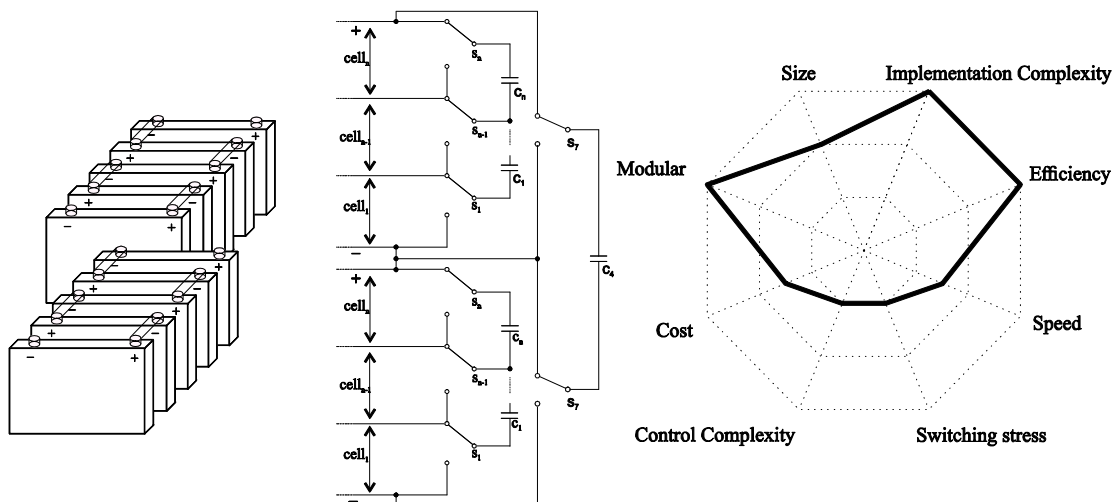 − +
+ −
− +
+ −
− +
− +
+ −
− +
+ −
− +
+
cell_n
S_n
C_n
cell_n-1
S_n-1
C_1
cell_1
S_1
−
S_7
C_4
+
cell_n
S_n
C_n
cell_n-1
S_n-1
C_1
cell_1
S_1
−
S_7
Size
Implementation Complexity
Modular
Efficiency
Cost
Speed
Control Complexity
Switching stress